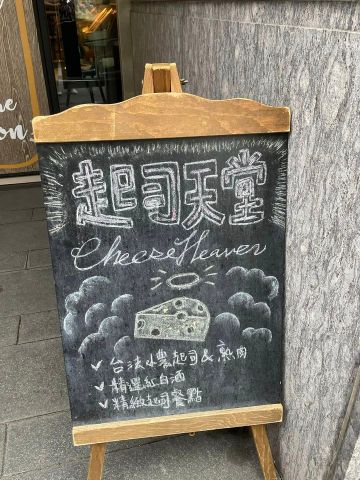 起司天堂
Cheese Heaven
✓ 台法小農起司&熟肉
✓ 精選紅白酒
✓ 精緻起司餐點